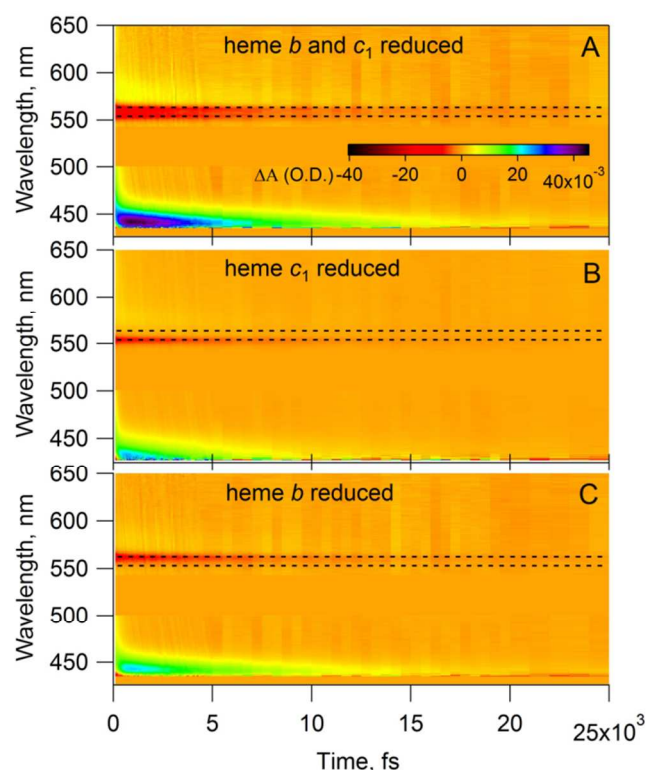 650
heme b and c₁ reduced
A
600
550
500
450
Wavelength, nm
ΔA (O.D.) -40 -20 0 20 40x10⁻³
650
heme c₁ reduced
B
600
550
500
450
Wavelength, nm
650
heme b reduced
C
600
550
500
450
Wavelength, nm
0 5 10 15 20 25x10³
Time, fs